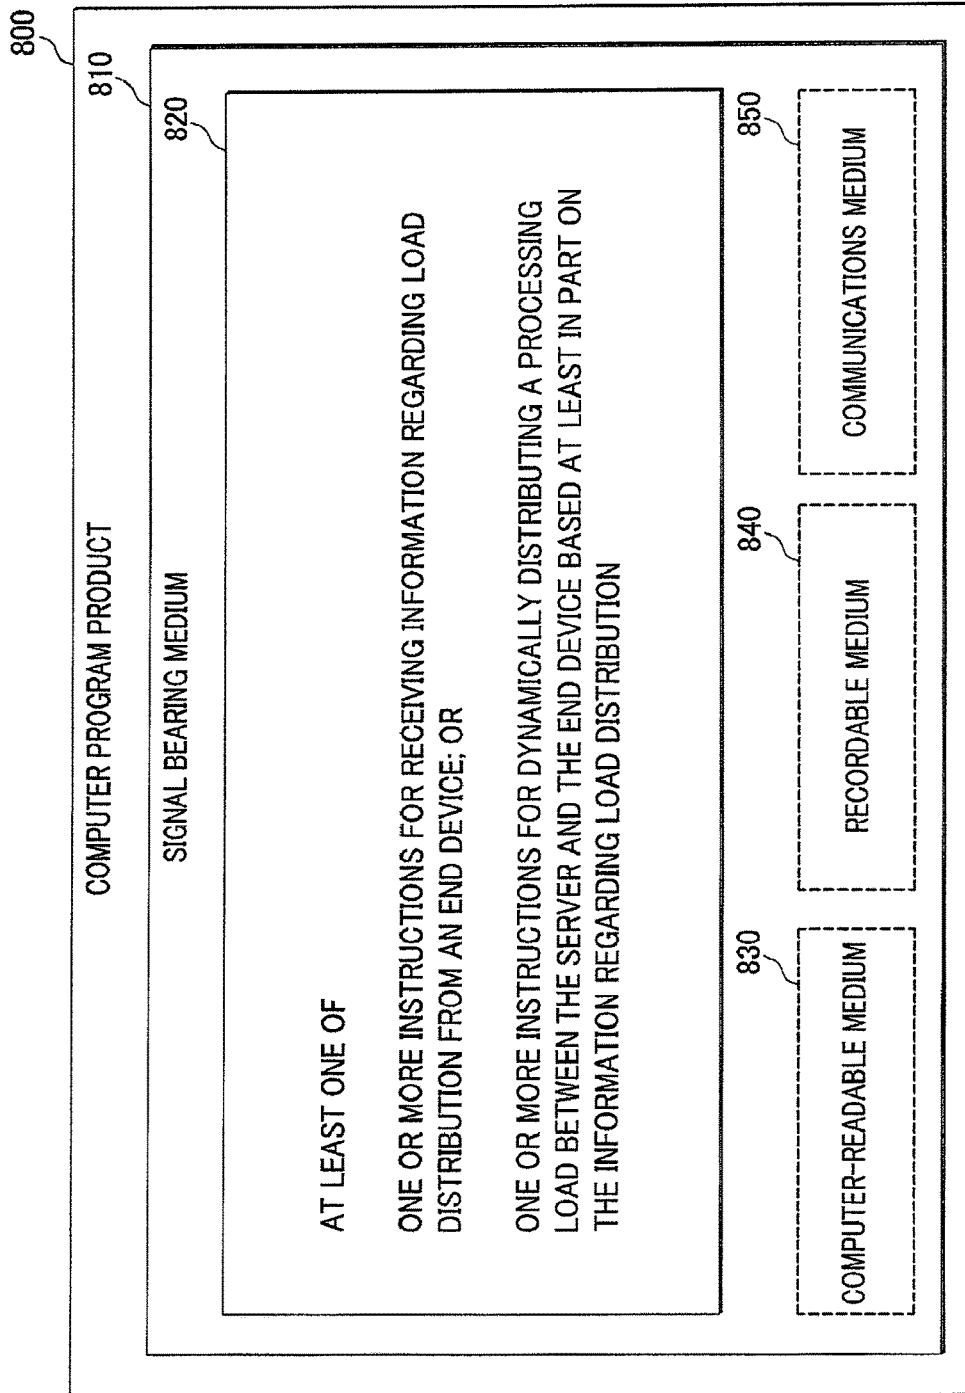 800
COMPUTER PROGRAM PRODUCT
810
SIGNAL BEARING MEDIUM
820
AT LEAST ONE OF
ONE OR MORE INSTRUCTIONS FOR RECEIVING INFORMATION REGARDING LOAD
DISTRIBUTION FROM AN END DEVICE; OR
ONE OR MORE INSTRUCTIONS FOR DYNAMICALLY DISTRIBUTING A PROCESSING
LOAD BETWEEN THE SERVER AND THE END DEVICE BASED AT LEAST IN PART ON
THE INFORMATION REGARDING LOAD DISTRIBUTION
830
COMPUTER-READABLE MEDIUM
840
RECORDABLE MEDIUM
850
COMMUNICATIONS MEDIUM